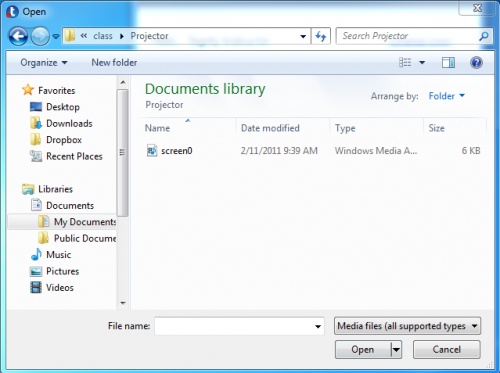 Open
« class ▸ Projector
Search Projector
Organize
New folder
Documents library
Projector
Arrange by: Folder
Name Date modified Type Size
screen0 2/11/2011 9:39 AM Windows Media A... 6 KB
Favorites
Desktop
Downloads
Dropbox
Recent Places
Libraries
Documents
My Documents
Public Docume
Music
Pictures
Videos
File name:
Media files (all supported types
Open
Cancel